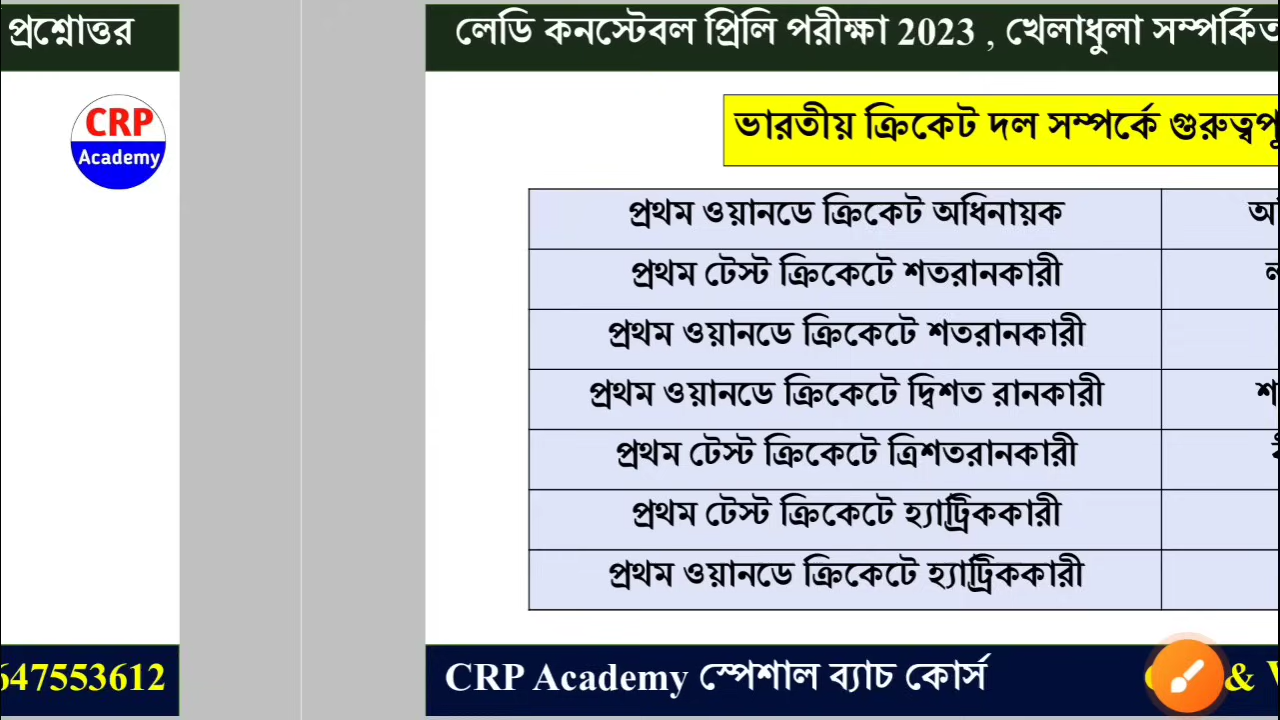 প্রশ্নোত্তর
CRP
Academy
647553612
লেডি কনস্টেবল প্রিলি পরীক্ষা 2023 , খেলাধুলা সম্পর্কিত
ভারতীয় ক্রিকেট দল সম্পর্কে গুরুত্বপূ
প্রথম ওয়ানডে ক্রিকেট অধিনায়ক
প্রথম টেস্ট ক্রিকেটে শতরানকারী
প্রথম ওয়ানডে ক্রিকেটে শতরানকারী
প্রথম ওয়ানডে ক্রিকেটে দ্বিশত রানকারী
প্রথম টেস্ট ক্রিকেটে ত্রিশতরানকারী
প্রথম টেস্ট ক্রিকেটে হ্যাট্রিককারী
প্রথম ওয়ানডে ক্রিকেটে হ্যাট্রিককারী
CRP Academy স্পেশাল ব্যাচ কোর্স &